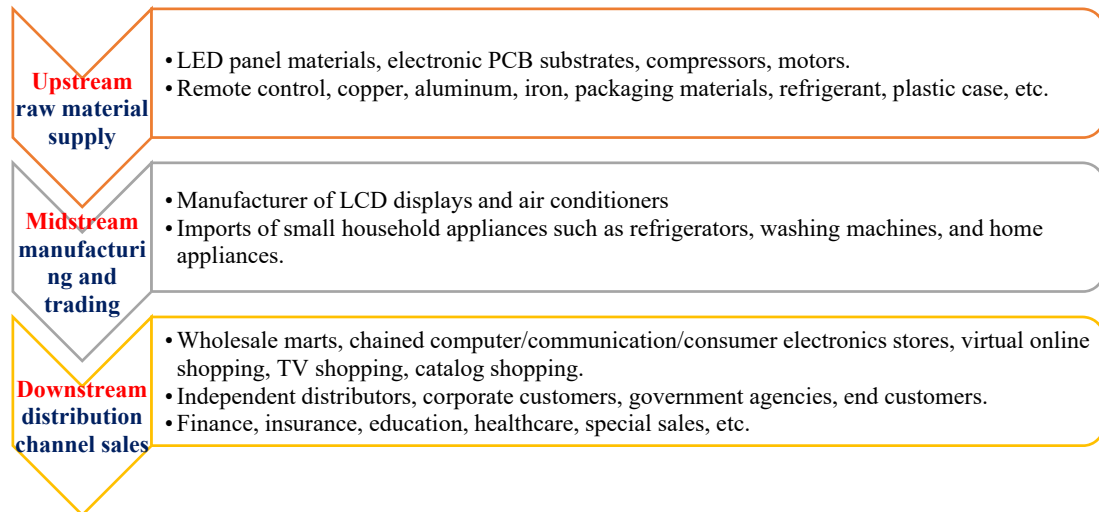 Upstream
raw material
supply
• LED panel materials, electronic PCB substrates, compressors, motors.
• Remote control, copper, aluminum, iron, packaging materials, refrigerant, plastic case, etc.
Midstream
manufacturi
ng and
trading
• Manufacturer of LCD displays and air conditioners
• Imports of small household appliances such as refrigerators, washing machines, and home
appliances.
Downstream
distribution
channel sales
• Wholesale marts, chained computer/communication/consumer electronics stores, virtual online
shopping, TV shopping, catalog shopping.
• Independent distributors, corporate customers, government agencies, end customers.
• Finance, insurance, education, healthcare, special sales, etc.